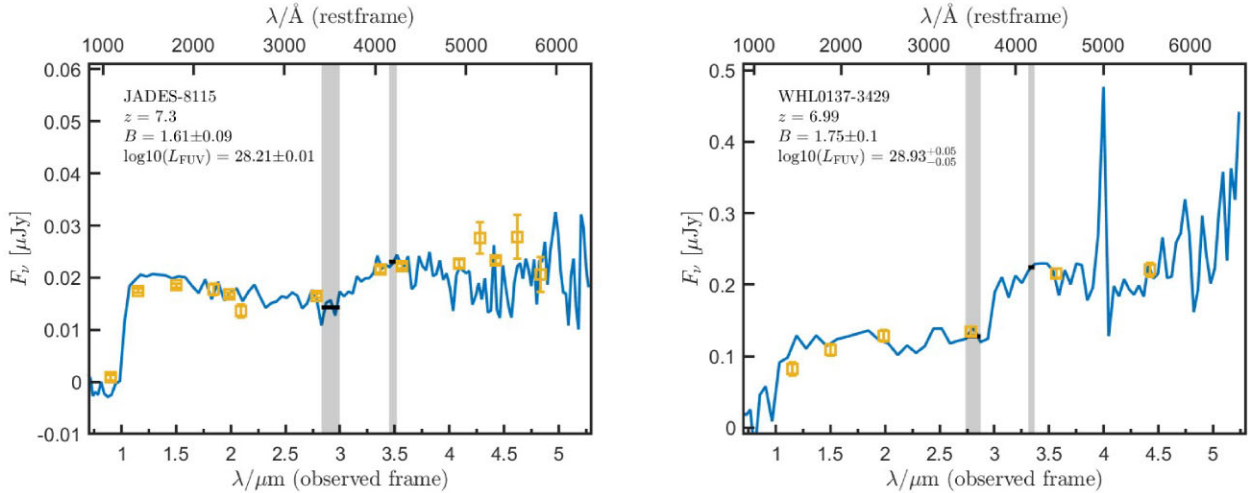 λ/Å (restframe)
1000 2000 3000 4000 5000 6000
0.06
0.05
0.04
0.03
0.02
0.01
0
-0.01
F_ν [μJy]
JADES-8115
z = 7.3
B = 1.61±0.09
log10(L_FUV) = 28.21±0.01
1 1.5 2 2.5 3 3.5 4 4.5 5
λ/μm (observed frame)
λ/Å (restframe)
1000 2000 3000 4000 5000 6000
0.5
0.4
0.3
0.2
0.1
0
F_ν [μJy]
WHL0137-3429
z = 6.99
B = 1.75±0.1
log10(L_FUV) = 28.93^{+0.05}_{-0.05}
1 1.5 2 2.5 3 3.5 4 4.5 5
λ/μm (observed frame)